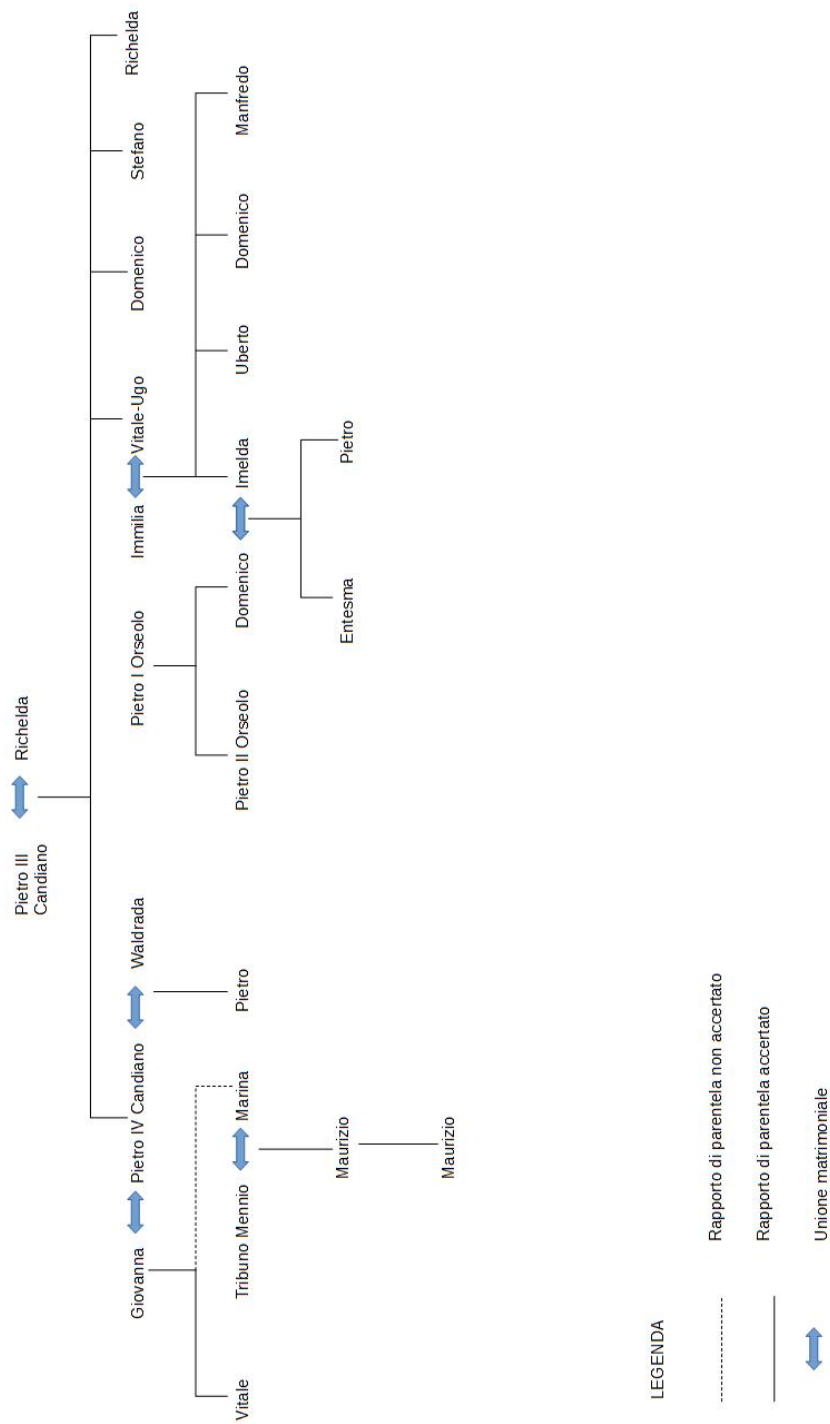 Pietro III
Candiano
Richelda
Giovanna
Pietro IV Candiano
Waldrada
Pietro I Orseolo
Immilia
Vitale-Ugo
Domenico
Stefano
Richelda
Vitale
Tribuno Mennio
Marina
Pietro
Pietro II Orseolo
Domenico
Imelda
Uberto
Domenico
Manfredo
Maurizio
Entesma
Pietro
Maurizio
LEGENDA
Rapporto di parentela non accertato
Rapporto di parentela accertato
Unione matrimoniale